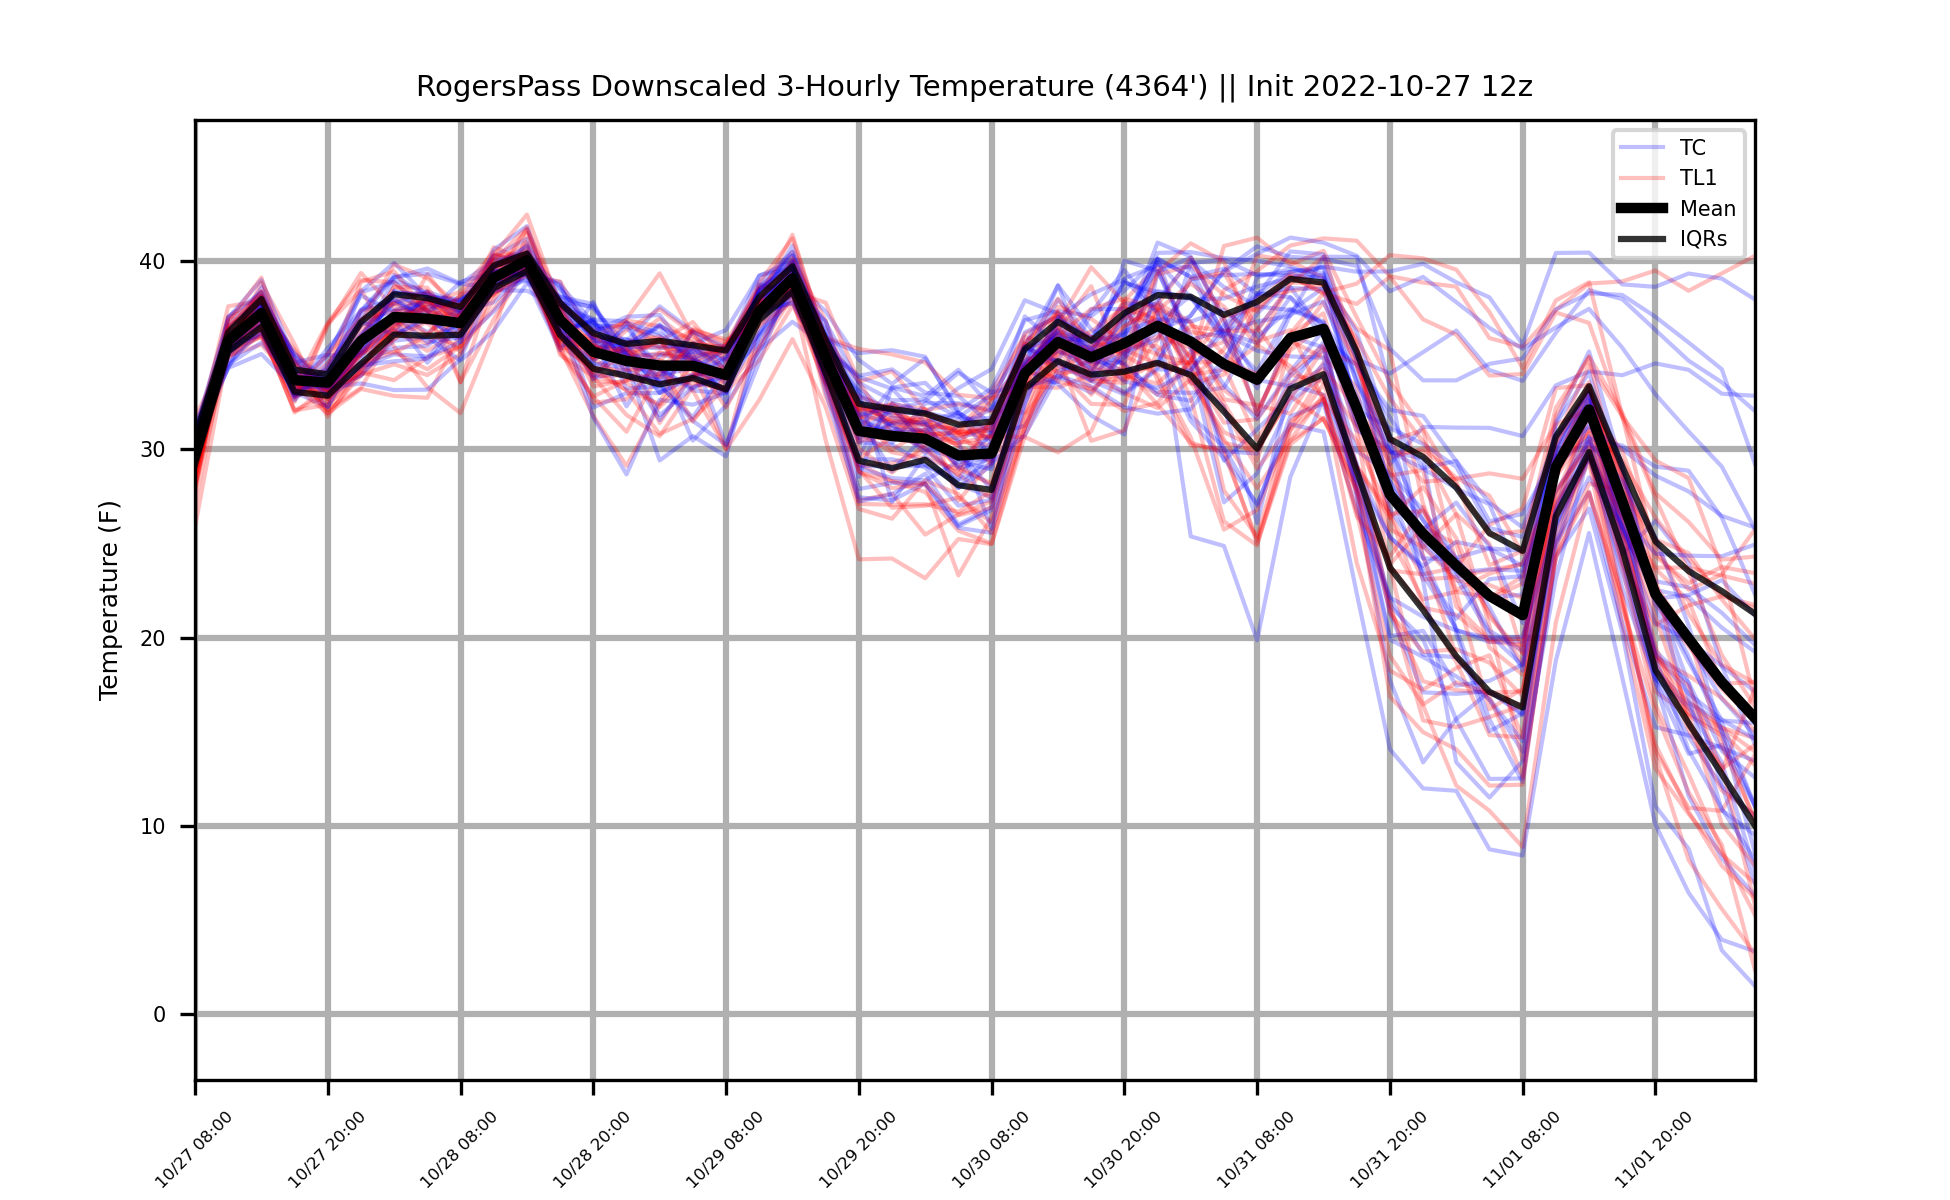 RogersPass Downscaled 3-Hourly Temperature (4364') || Init 2022-10-27 12z
TC
TL1
Mean
IQRs
Temperature (F)
40
30
20
10
0
10/27 08:00
10/27 20:00
10/28 08:00
10/28 20:00
10/29 08:00
10/29 20:00
10/30 08:00
10/30 20:00
10/31 08:00
10/31 20:00
11/01 08:00
11/01 20:00